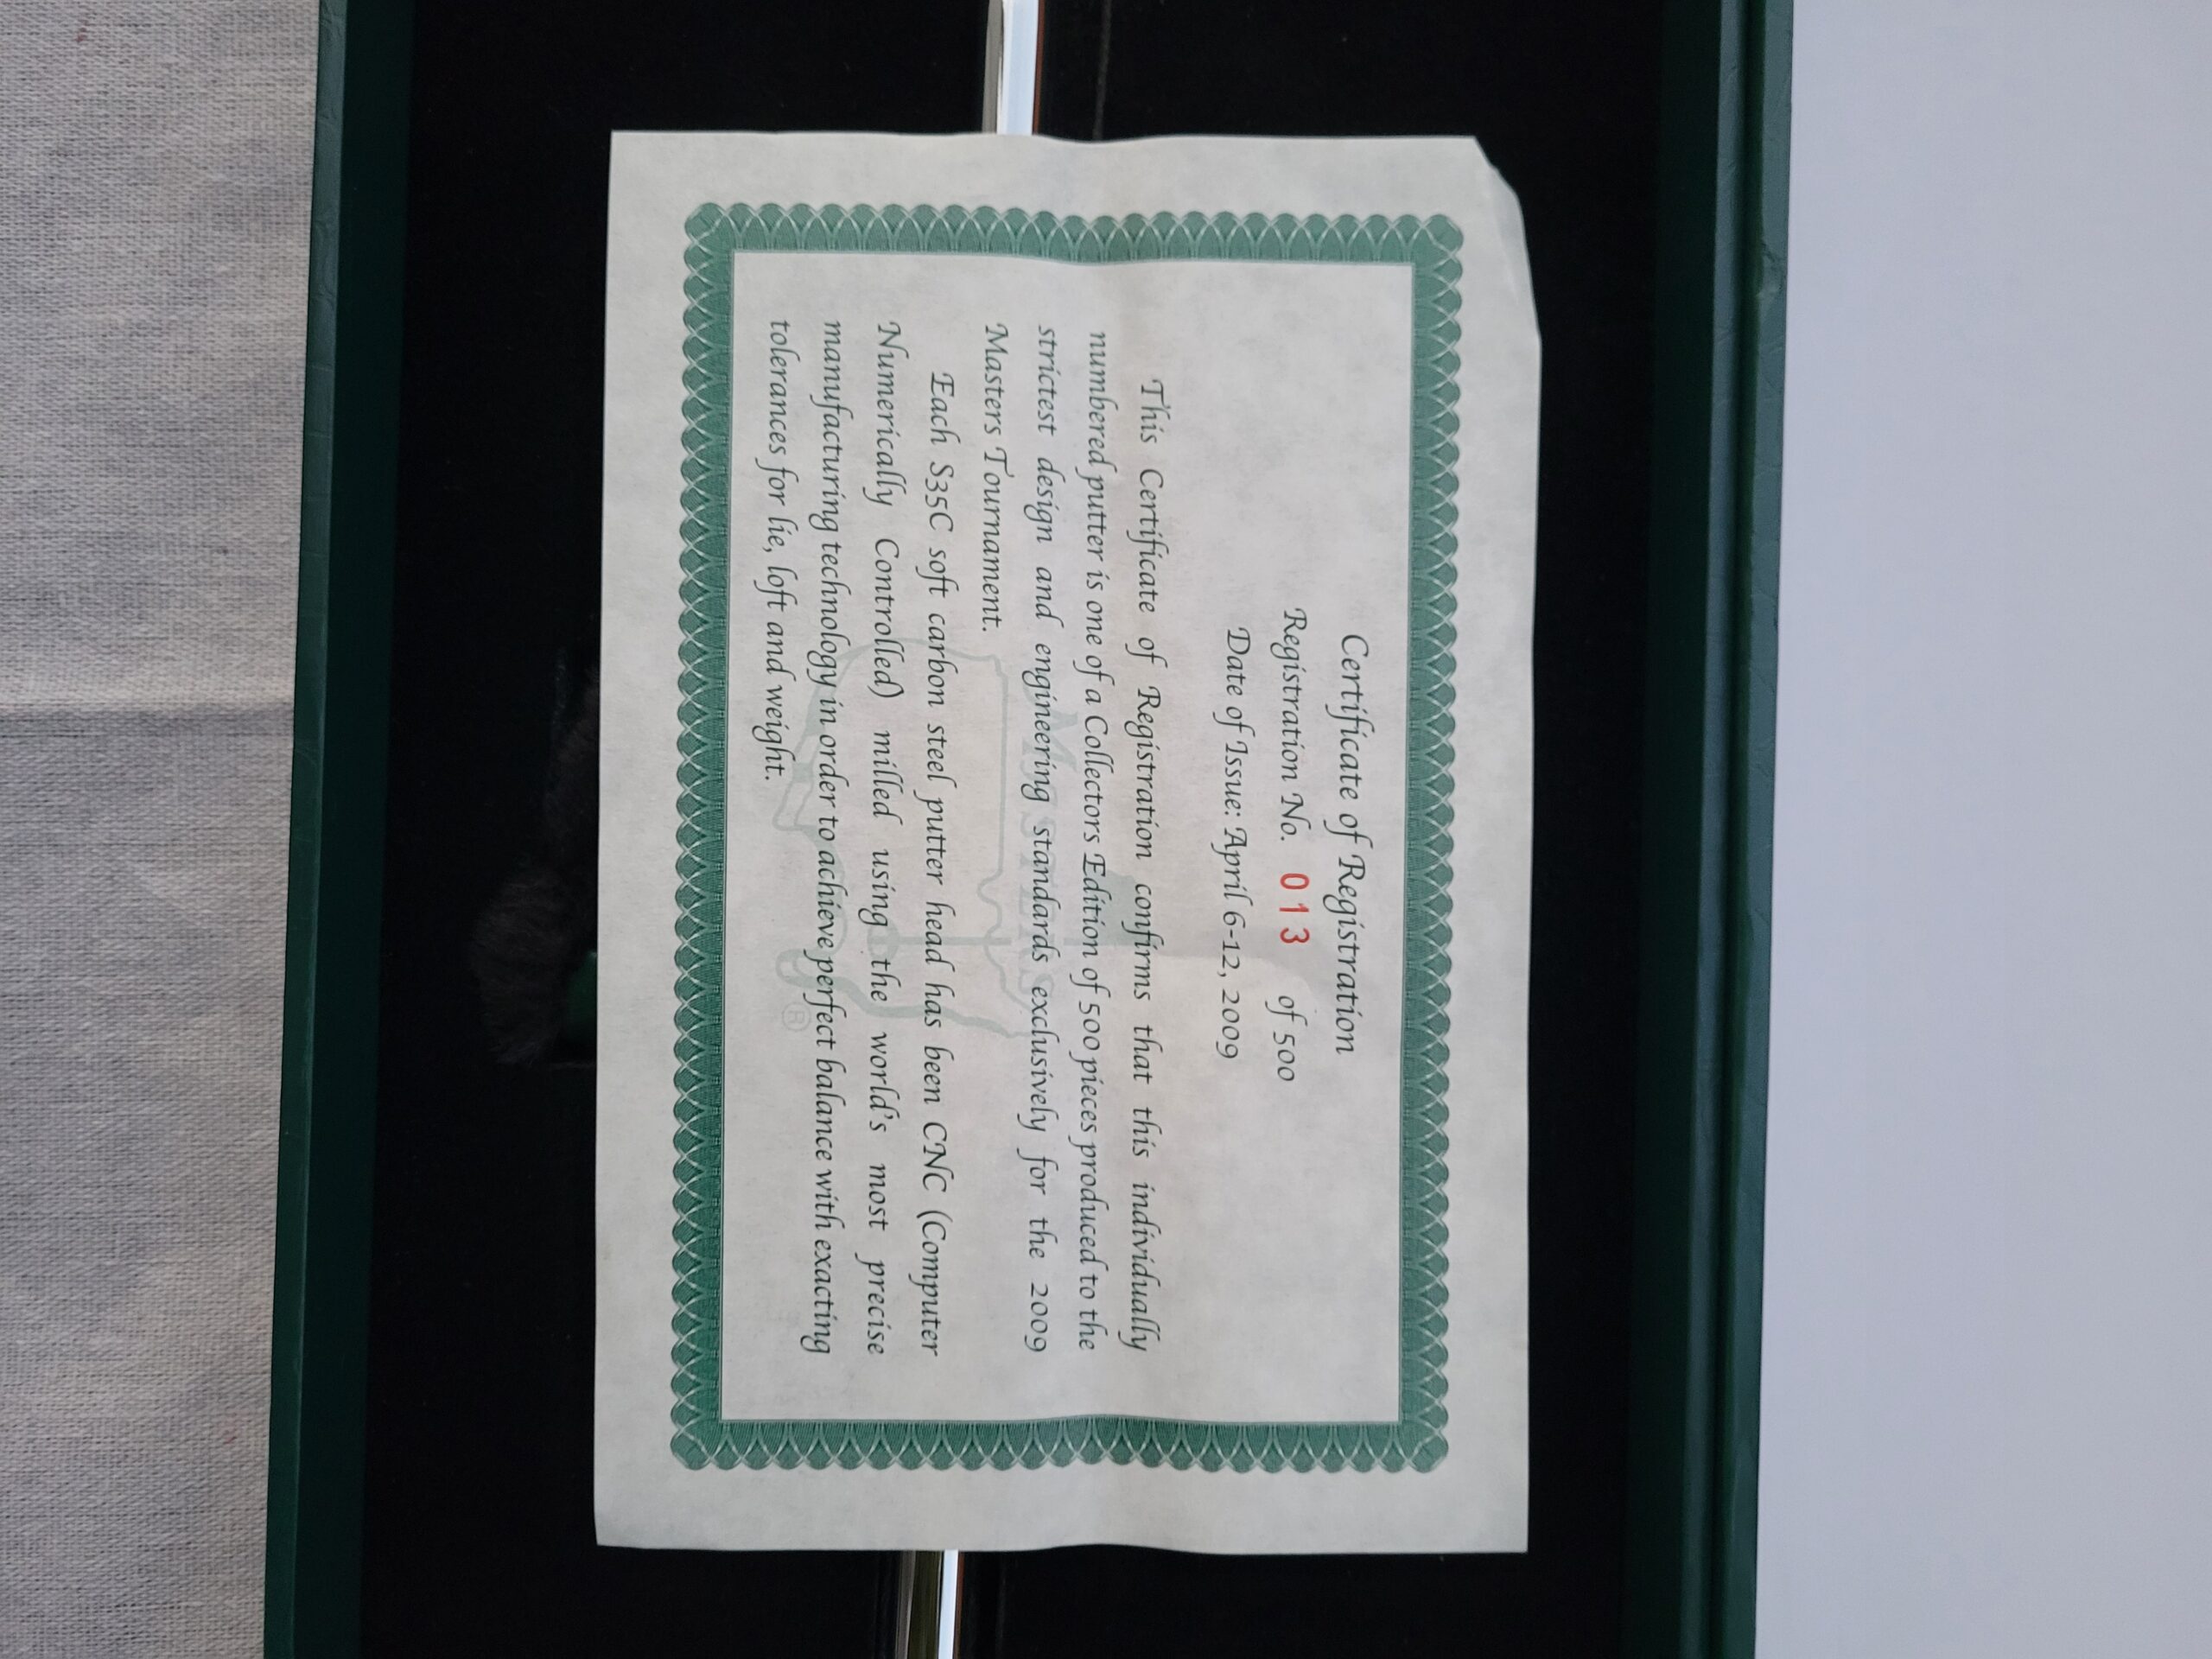 Certificate of Registration
Registration No. 013 of 500
Date of Issue: April 6-12, 2009
This Certificate of Registration confirms that this individually
numbered putter is one of a Collectors Edition of 500 pieces produced to the
strictest design and engineering standards exclusively for the 2009
Masters Tournament.
Each S35C soft carbon steel putter head has been CNC (Computer
Numerically Controlled) milled using the world's most precise
manufacturing technology in order to achieve perfect balance with exacting
tolerances for lie, loft and weight.
Masters
®